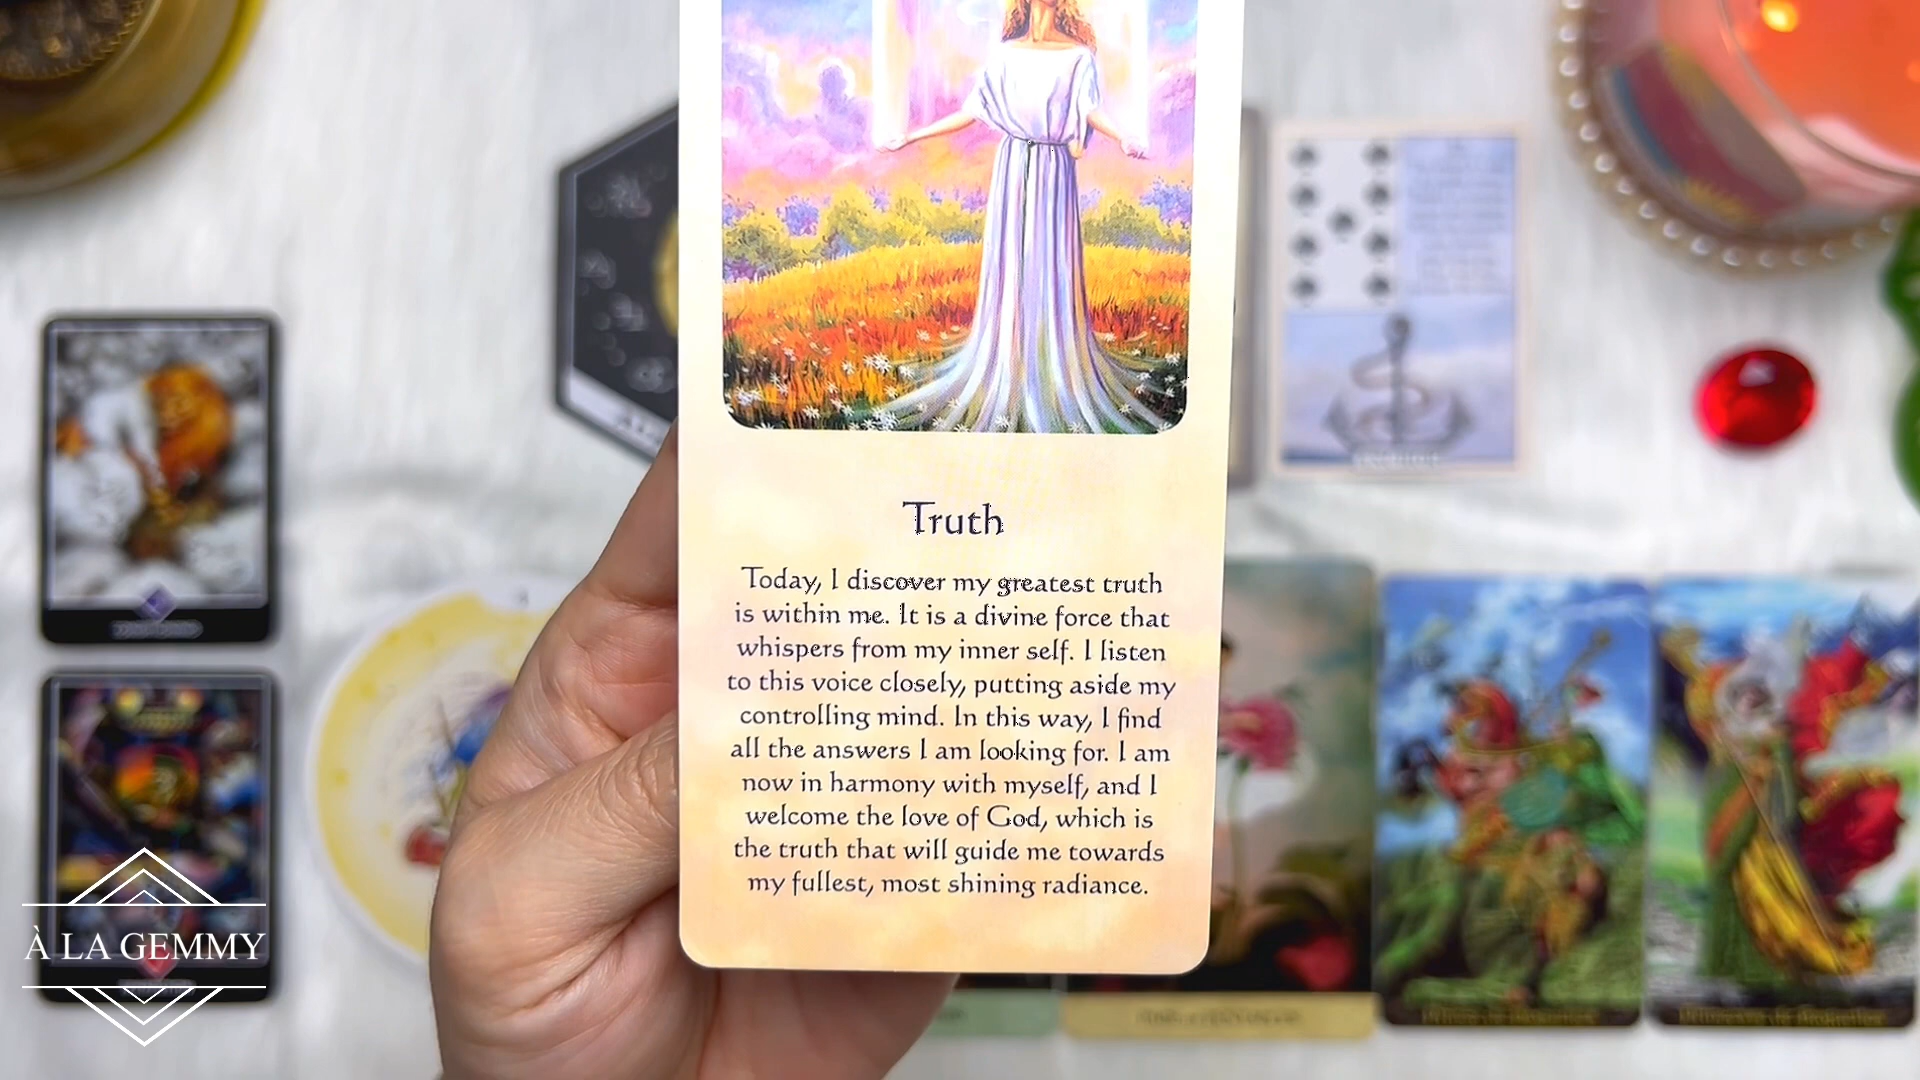 Truth
Today, I discover my greatest truth
is within me. It is a divine force that
whispers from my inner self. I listen
to this voice closely, putting aside my
controlling mind. In this way, I find
all the answers I am looking for. I am
now in harmony with myself, and I
welcome the love of God, which is
the truth that will guide me towards
my fullest, most shining radiance.
À LA GEMMY